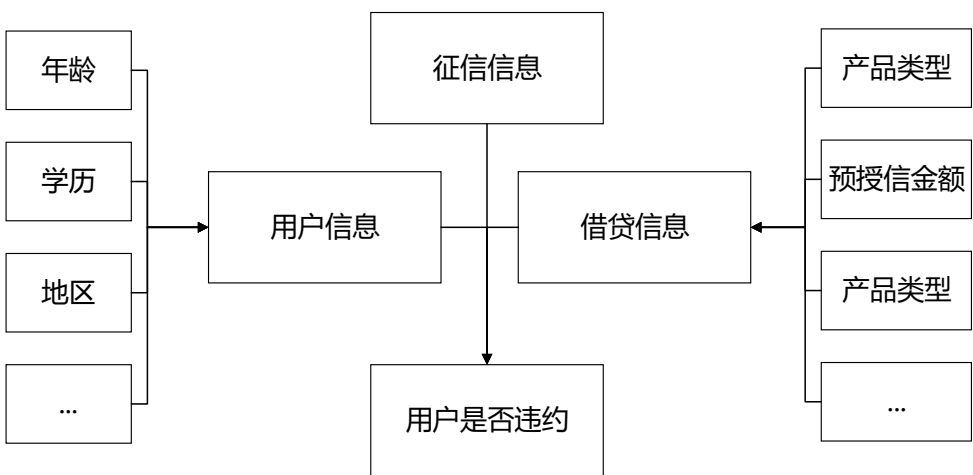 年龄
学历
地区
...
征信信息
用户信息
借贷信息
用户是否违约
产品类型
预授信金额
产品类型
...